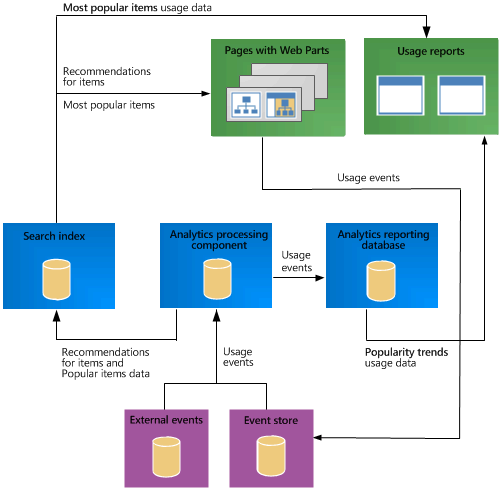 Most popular items usage data
Pages with Web Parts
Usage reports
Recommendations
for items
Most popular items
Usage events
Search index
Analytics processing
component
Analytics reporting
database
Usage
events
Recommendations
for items and
Popular items data
Usage
events
Popularity trends
usage data
External events
Event store